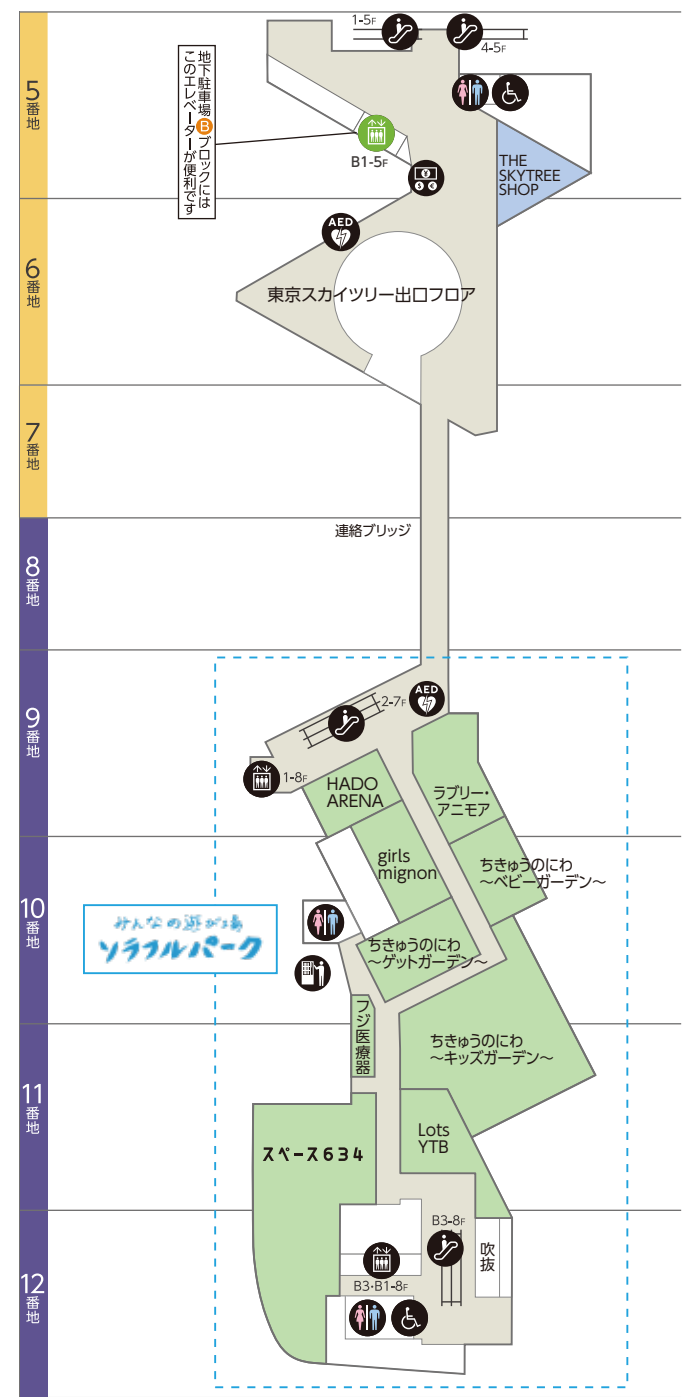 1-5F
4-5F
5
番地
地下駐車場Bブロックには
このエレベーターが便利です
B1-5F
THE
SKYTREE
SHOP
AED
6
番地
東京スカイツリー出口フロア
7
番地
連絡ブリッジ
8
番地
9
番地
2-7F
AED
1-8F
HADO
ARENA
ラブリー・
アニモア
girls
mignon
ちきゅうのにわ
～ベビーガーデン～
10
番地
みんなの遊び場
ソラフルパーク
ちきゅうのにわ
～ゲットガーデン～
フジ医療器
ちきゅうのにわ
～キッズガーデン～
11
番地
Lots
YTB
スペース634
B3-8F
吹抜
12
番地
B3・B1-8F